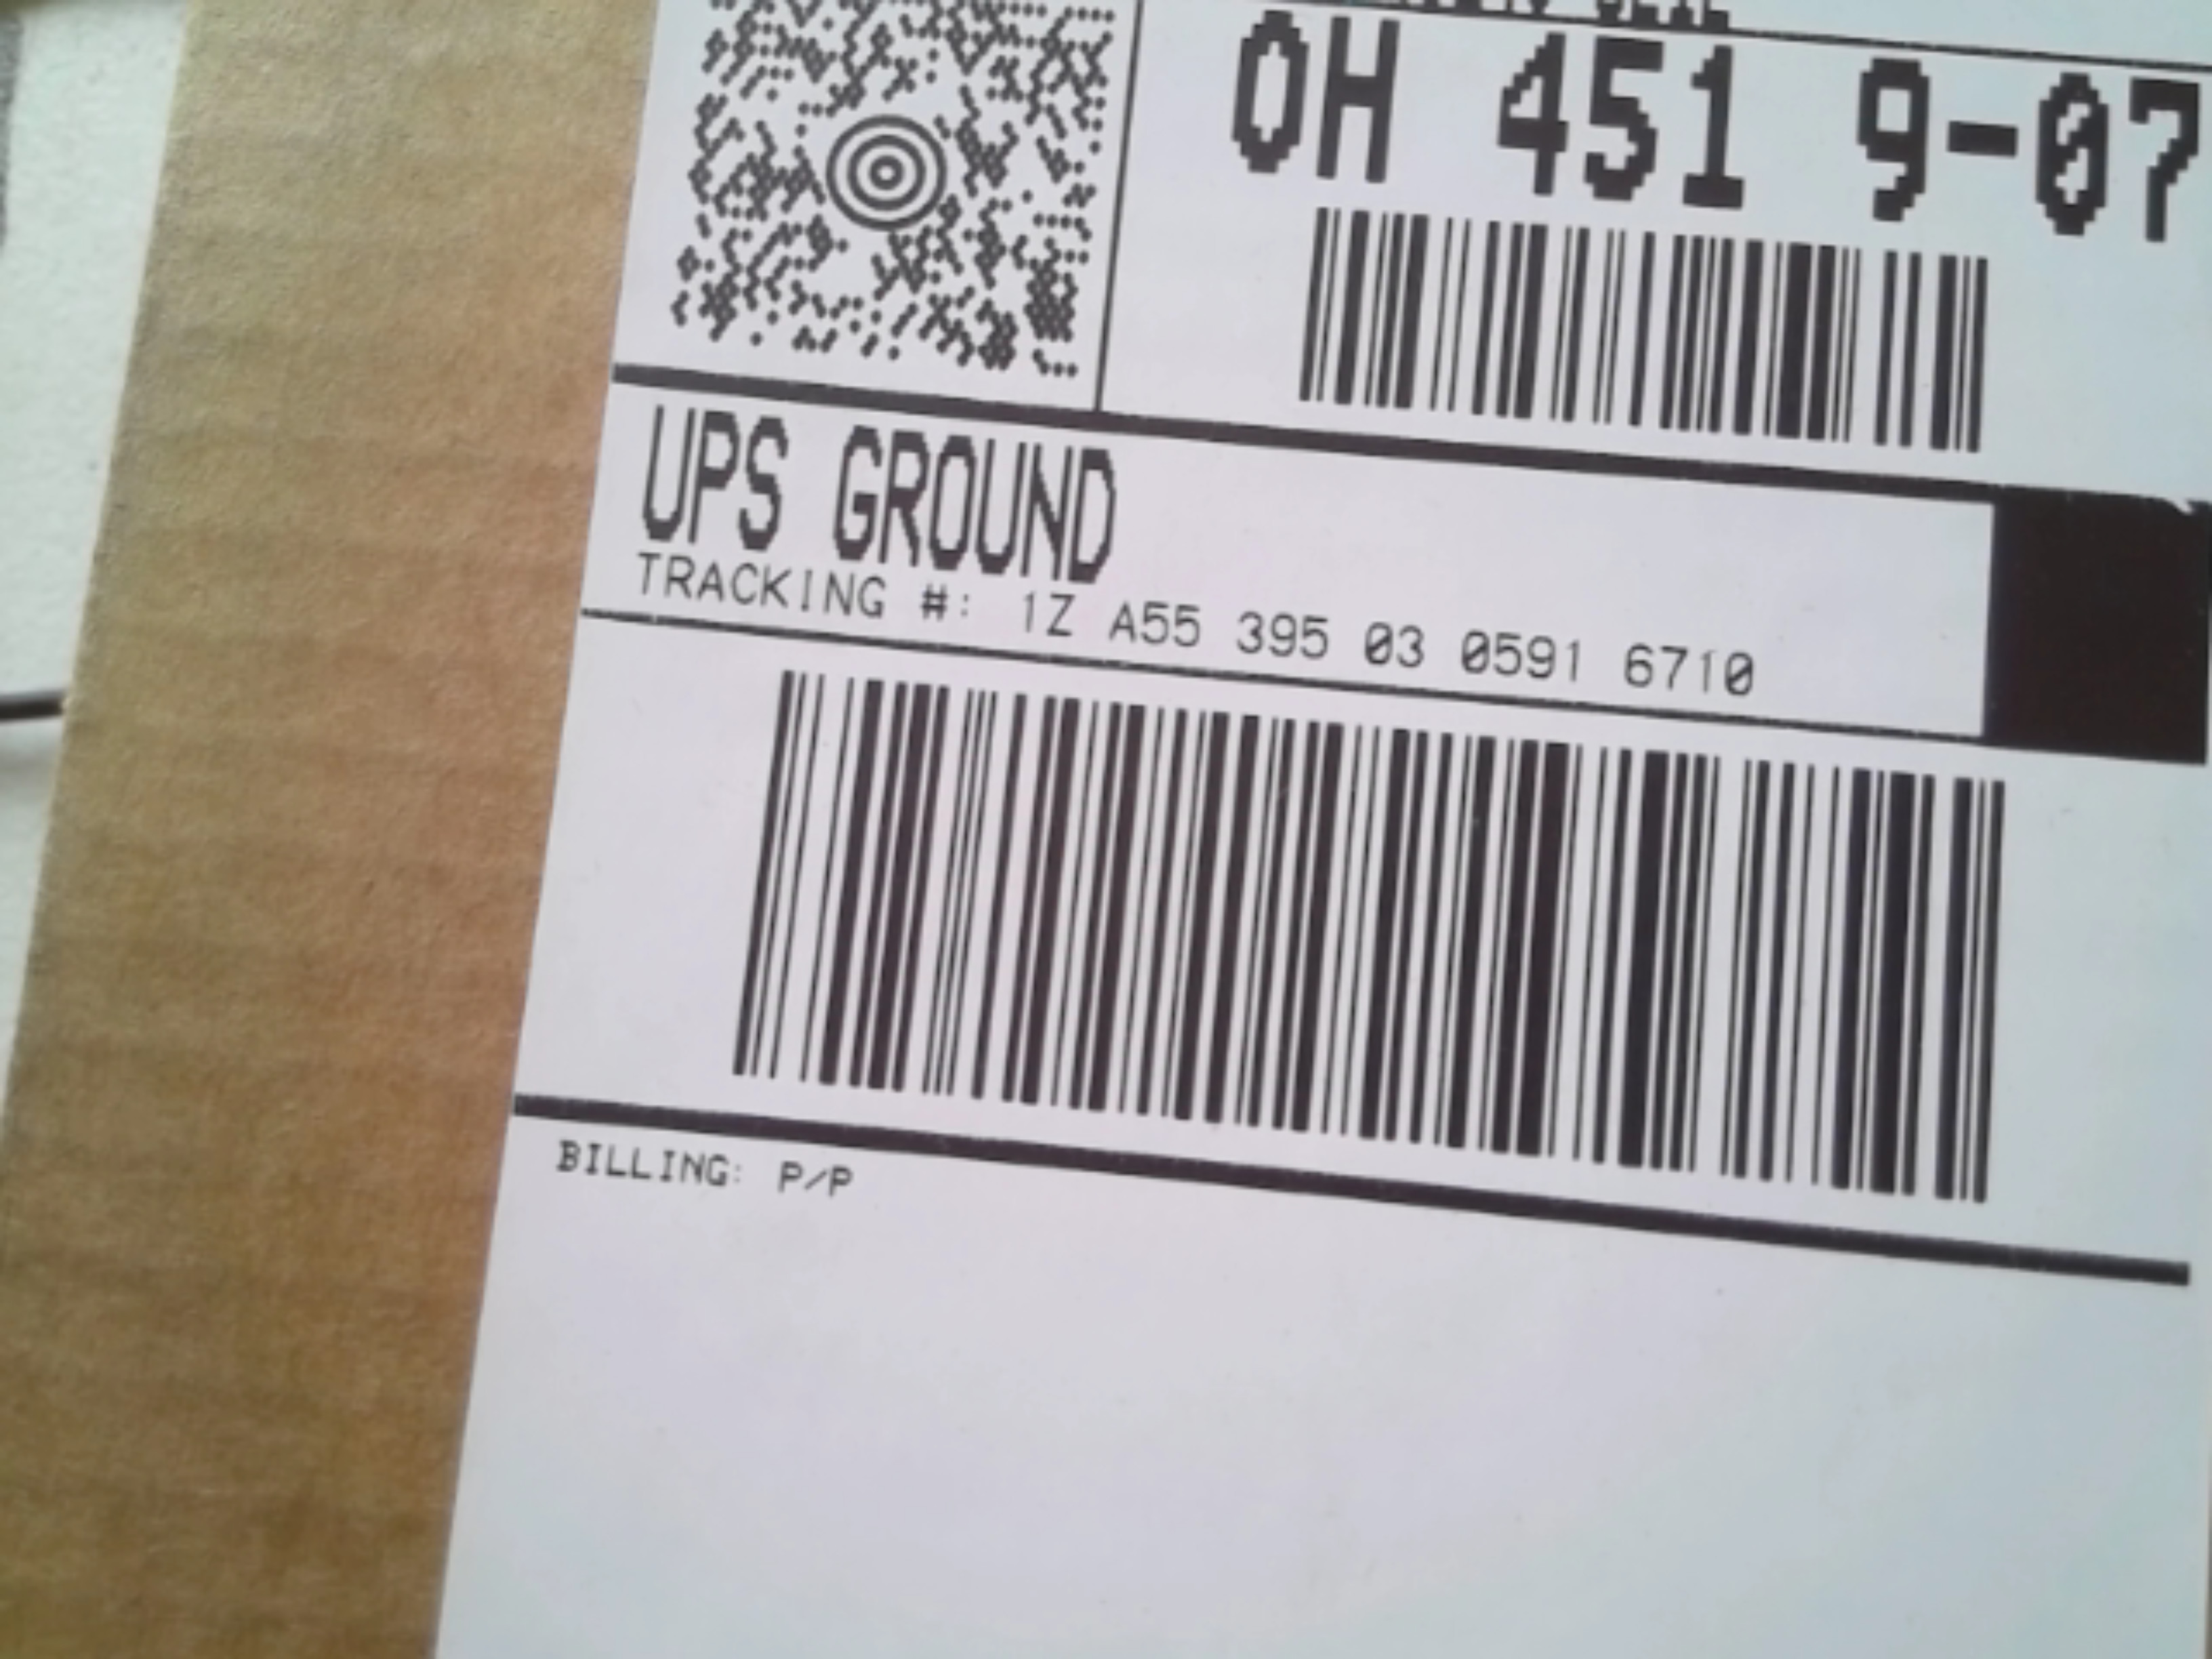 OH 451 9-07
UPS GROUND
TRACKING #: 1Z A55 395 03 0591 6710
BILLING: P/P